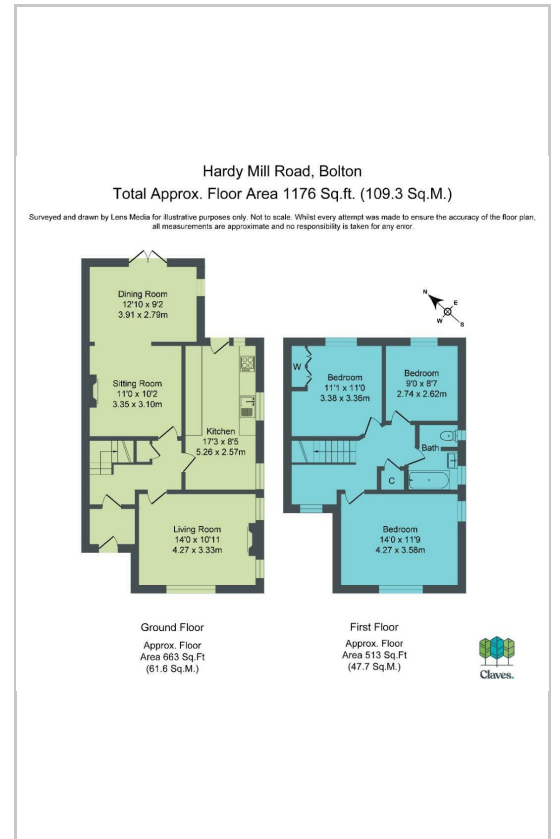 Hardy Mill Road, Bolton
Total Approx. Floor Area 1176 Sq.ft. (109.3 Sq.M.)
Surveyed and drawn by Lens Media for illustrative purposes only. Not to scale. Whilst every attempt was made to ensure the accuracy of the floor plan,
all measurements are approximate and no responsibility is taken for any error.
Dining Room
12'10 x 9'2
3.91 x 2.79m
Sitting Room
11'0 x 10'2
3.35 x 3.10m
Kitchen
17'3 x 8'5
5.26 x 2.57m
Living Room
14'0 x 10'11
4.27 x 3.33m
N
E
W
S
W
Bedroom
11'1 x 11'0
3.38 x 3.36m
Bedroom
9'0 x 8'7
2.74 x 2.62m
Bath
C
Bedroom
14'0 x 11'9
4.27 x 3.58m
Ground Floor
Approx. Floor
Area 663 Sq.Ft
(61.6 Sq.M.)
First Floor
Approx. Floor
Area 513 Sq.Ft
(47.7 Sq.M.)
Claves.